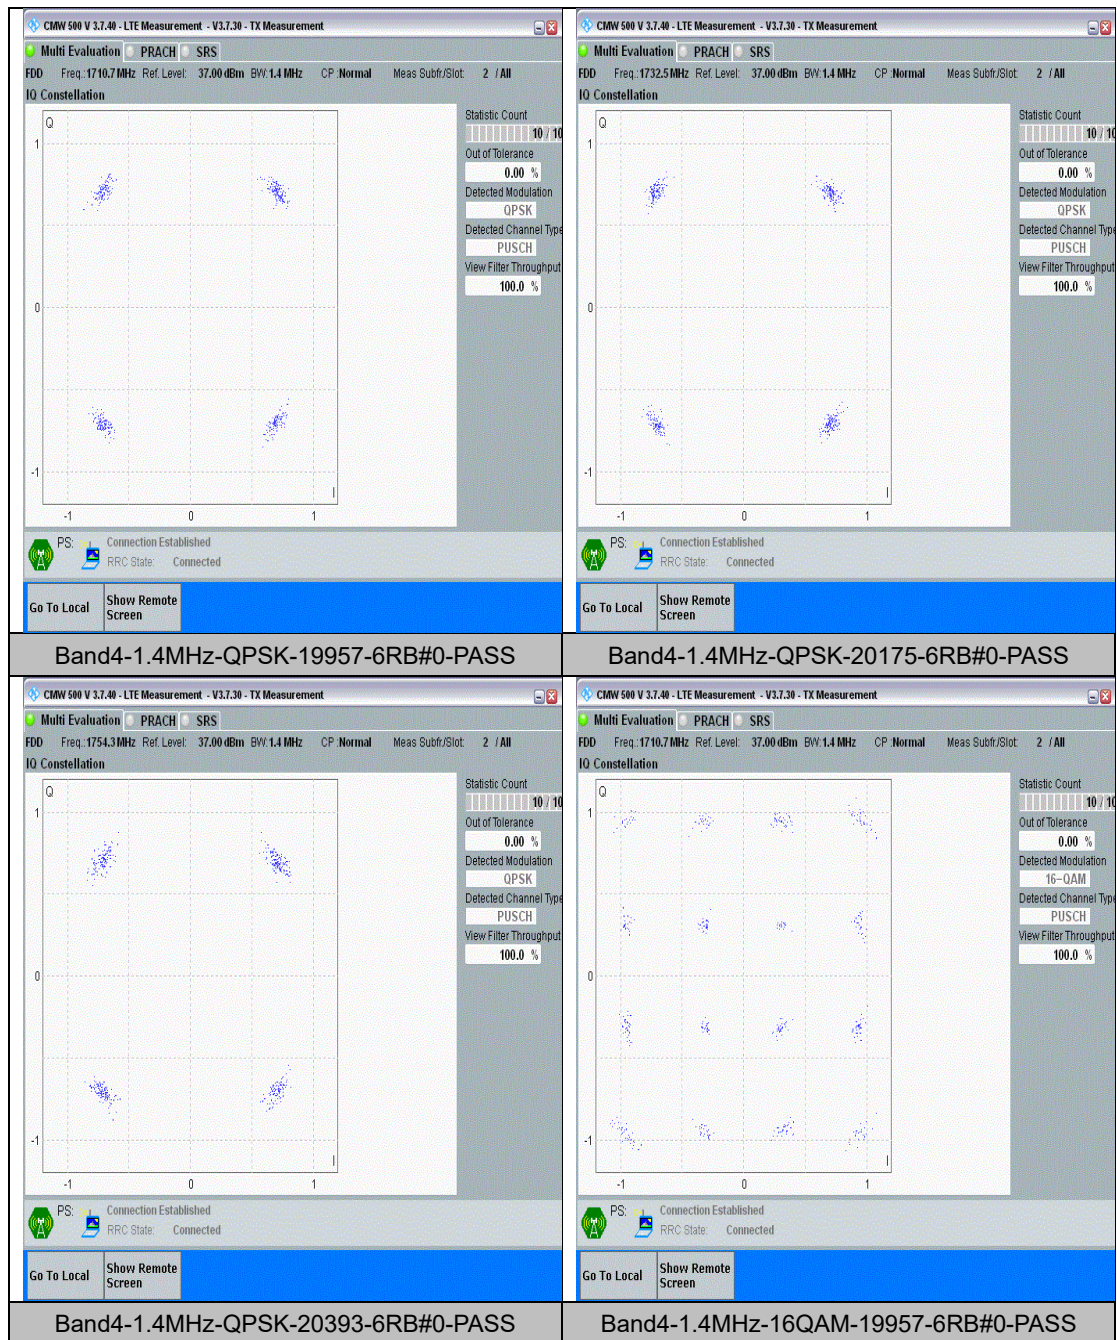 CMW 500 V 3.7.40 - LTE Measurement - V3.7.30 - TX Measurement
Multi Evaluation PRACH SRS
FDD Freq.:1710.7 MHz Ref. Level: 37.00 dBm BW:1.4 MHz CP :Normal Meas Subfr./Slot: 2 / All
IQ Constellation
Q
1
0
-1
-1 0 1
I
Statistic Count
10 / 10
Out of Tolerance
0.00 %
Detected Modulation
QPSK
Detected Channel Type
PUSCH
View Filter Throughput
100.0 %
PS: Connection Established
RRC State: Connected
Go To Local
Show Remote
Screen
Band4-1.4MHz-QPSK-19957-6RB#0-PASS
CMW 500 V 3.7.40 - LTE Measurement - V3.7.30 - TX Measurement
Multi Evaluation PRACH SRS
FDD Freq.:1732.5 MHz Ref. Level: 37.00 dBm BW:1.4 MHz CP :Normal Meas Subfr./Slot: 2 / All
IQ Constellation
Q
1
0
-1
-1 0 1
I
Statistic Count
10 / 10
Out of Tolerance
0.00 %
Detected Modulation
QPSK
Detected Channel Type
PUSCH
View Filter Throughput
100.0 %
PS: Connection Established
RRC State: Connected
Go To Local
Show Remote
Screen
Band4-1.4MHz-QPSK-20175-6RB#0-PASS
CMW 500 V 3.7.40 - LTE Measurement - V3.7.30 - TX Measurement
Multi Evaluation PRACH SRS
FDD Freq.:1754.3 MHz Ref. Level: 37.00 dBm BW:1.4 MHz CP :Normal Meas Subfr./Slot: 2 / All
IQ Constellation
Q
1
0
-1
-1 0 1
I
Statistic Count
10 / 10
Out of Tolerance
0.00 %
Detected Modulation
QPSK
Detected Channel Type
PUSCH
View Filter Throughput
100.0 %
PS: Connection Established
RRC State: Connected
Go To Local
Show Remote
Screen
Band4-1.4MHz-QPSK-20393-6RB#0-PASS
CMW 500 V 3.7.40 - LTE Measurement - V3.7.30 - TX Measurement
Multi Evaluation PRACH SRS
FDD Freq.:1710.7 MHz Ref. Level: 37.00 dBm BW:1.4 MHz CP :Normal Meas Subfr./Slot: 2 / All
IQ Constellation
Q
1
0
-1
-1 0 1
I
Statistic Count
10 / 10
Out of Tolerance
0.00 %
Detected Modulation
16-QAM
Detected Channel Type
PUSCH
View Filter Throughput
100.0 %
PS: Connection Established
RRC State: Connected
Go To Local
Show Remote
Screen
Band4-1.4MHz-16QAM-19957-6RB#0-PASS